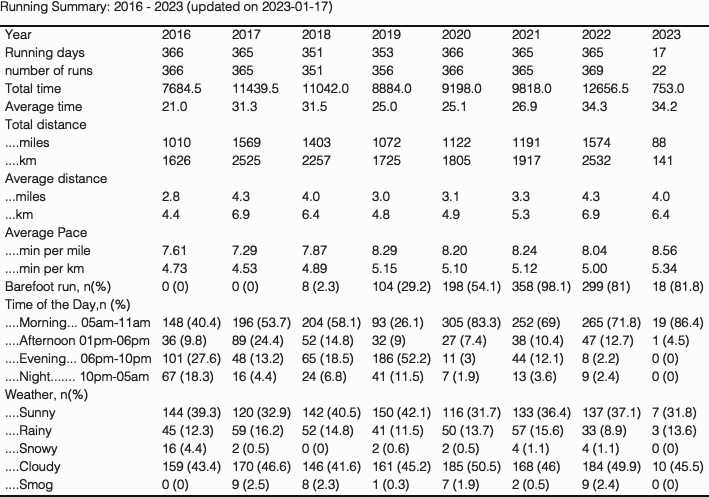 Running Summary: 2016 - 2023 (updated on 2023-01-17)
Year 2016 2017 2018 2019 2020 2021 2022 2023
Running days 366 365 351 353 366 365 365 17
number of runs 366 365 351 356 366 365 369 22
Total time 7684.5 11439.5 11042.0 8884.0 9198.0 9818.0 12656.5 753.0
Average time 21.0 31.3 31.5 25.0 25.1 26.9 34.3 34.2
Total distance
....miles 1010 1569 1403 1072 1122 1191 1574 88
....km 1626 2525 2257 1725 1805 1917 2532 141
Average distance
...miles 2.8 4.3 4.0 3.0 3.1 3.3 4.3 4.0
...km 4.4 6.9 6.4 4.8 4.9 5.3 6.9 6.4
Average Pace
....min per mile 7.61 7.29 7.87 8.29 8.20 8.24 8.04 8.56
....min per km 4.73 4.53 4.89 5.15 5.10 5.12 5.00 5.34
Barefoot run, n(%) 0 (0) 0 (0) 8 (2.3) 104 (29.2) 198 (54.1) 358 (98.1) 299 (81) 18 (81.8)
Time of the Day,n (%)
....Morning... 05am-11am 148 (40.4) 196 (53.7) 204 (58.1) 93 (26.1) 305 (83.3) 252 (69) 265 (71.8) 19 (86.4)
....Afternoon 01pm-06pm 36 (9.8) 89 (24.4) 52 (14.8) 32 (9) 27 (7.4) 38 (10.4) 47 (12.7) 1 (4.5)
....Evening... 06pm-10pm 101 (27.6) 48 (13.2) 65 (18.5) 186 (52.2) 11 (3) 44 (12.1) 8 (2.2) 0 (0)
....Night....... 10pm-05am 67 (18.3) 16 (4.4) 24 (6.8) 41 (11.5) 7 (1.9) 13 (3.6) 9 (2.4) 0 (0)
Weather, n(%)
....Sunny 144 (39.3) 120 (32.9) 142 (40.5) 150 (42.1) 116 (31.7) 133 (36.4) 137 (37.1) 7 (31.8)
....Rainy 45 (12.3) 59 (16.2) 52 (14.8) 41 (11.5) 50 (13.7) 57 (15.6) 33 (8.9) 3 (13.6)
....Snowy 16 (4.4) 2 (0.5) 0 (0) 2 (0.6) 2 (0.5) 4 (1.1) 4 (1.1) 0 (0)
....Cloudy 159 (43.4) 170 (46.6) 146 (41.6) 161 (45.2) 185 (50.5) 168 (46) 184 (49.9) 10 (45.5)
....Smog 0 (0) 9 (2.5) 8 (2.3) 1 (0.3) 7 (1.9) 2 (0.5) 9 (2.4) 0 (0)